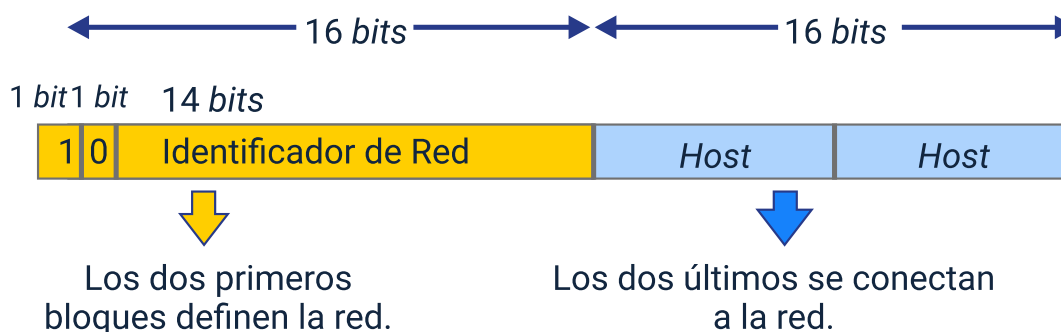 16 bits 16 bits
1 bit 1 bit 14 bits
1 0 Identificador de Red Host Host
Los dos primeros
bloques definen la red.
Los dos últimos se conectan
a la red.